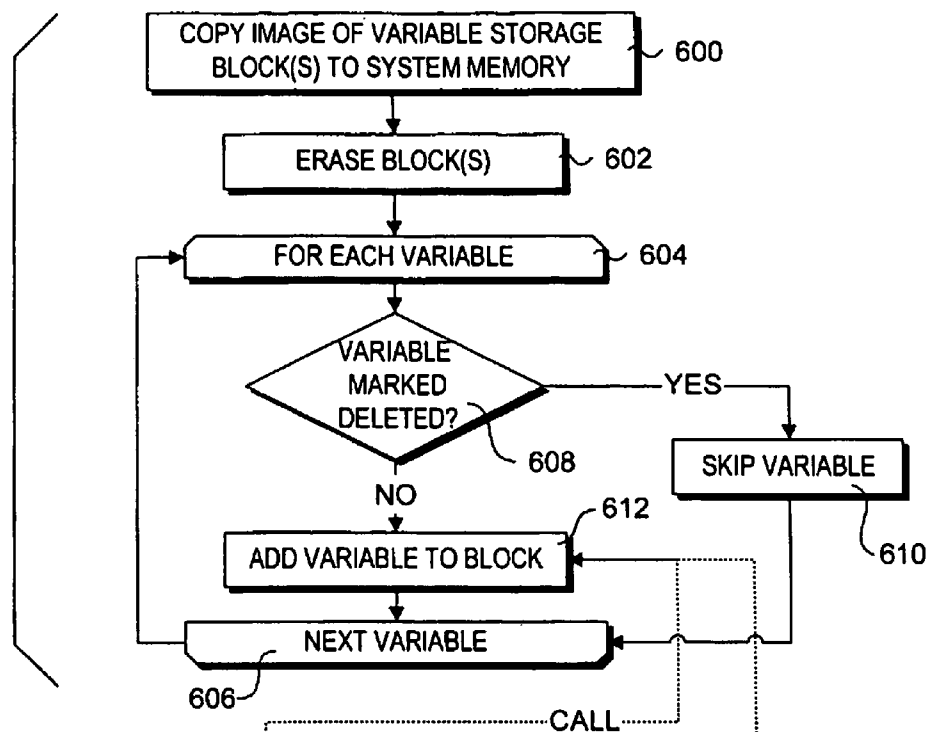 COPY IMAGE OF VARIABLE STORAGE
BLOCK(S) TO SYSTEM MEMORY
600
ERASE BLOCK(S)
602
FOR EACH VARIABLE
604
VARIABLE
MARKED
DELETED?
608
YES
SKIP VARIABLE
610
NO
612
ADD VARIABLE TO BLOCK
NEXT VARIABLE
606
CALL